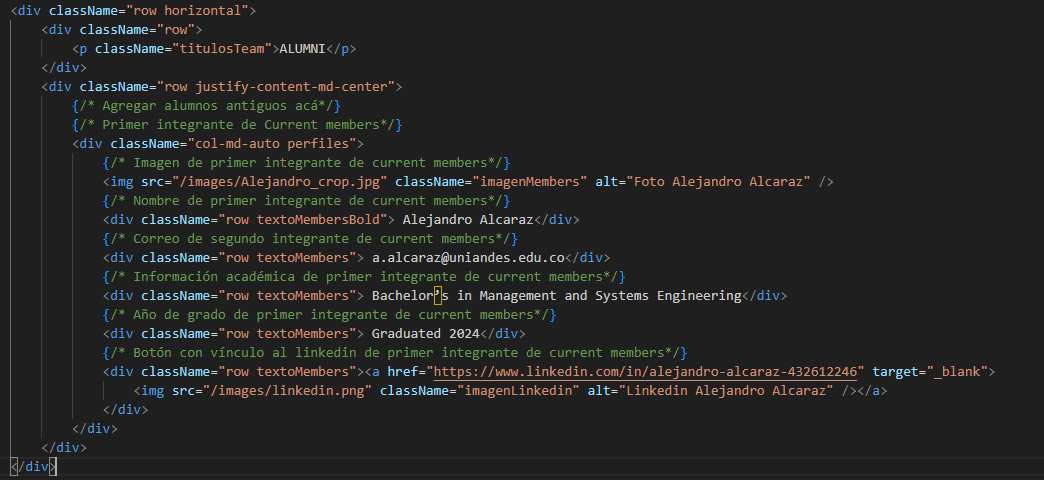 <div className="row horizontal">
<div className="row">
<p className="titulosTeam">ALUMNI</p>
</div>
<div className="row justify-content-md-center">
{/* Agregar alumnos antiguos acá*/}
{/* Primer integrante de Current members*/}
<div className="col-md-auto perfiles">
{/* Imagen de primer integrante de current members*/}
<img src="/images/Alejandro_crop.jpg" className="imagenMembers" alt="Foto Alejandro Alcaraz" />
{/* Nombre de primer integrante de current members*/}
<div className="row textoMembersBold"> Alejandro Alcaraz</div>
{/* Correo de segundo integrante de current members*/}
<div className="row textoMembers"> a.alcaraz@uniandes.edu.co</div>
{/* Información académica de primer integrante de current members*/}
<div className="row textoMembers"> Bachelor’s in Management and Systems Engineering</div>
{/* Año de grado de primer integrante de current members*/}
<div className="row textoMembers"> Graduated 2024</div>
{/* Botón con vínculo al linkedin de primer integrante de current members*/}
<div className="row textoMembers"><a href="https://www.linkedin.com/in/alejandro-alcaraz-432612246" target="_blank">
<img src="/images/linkedin.png" className="imagenLinkedin" alt="Linkedin Alejandro Alcaraz" /></a>
</div>
</div>
</div>
</div>